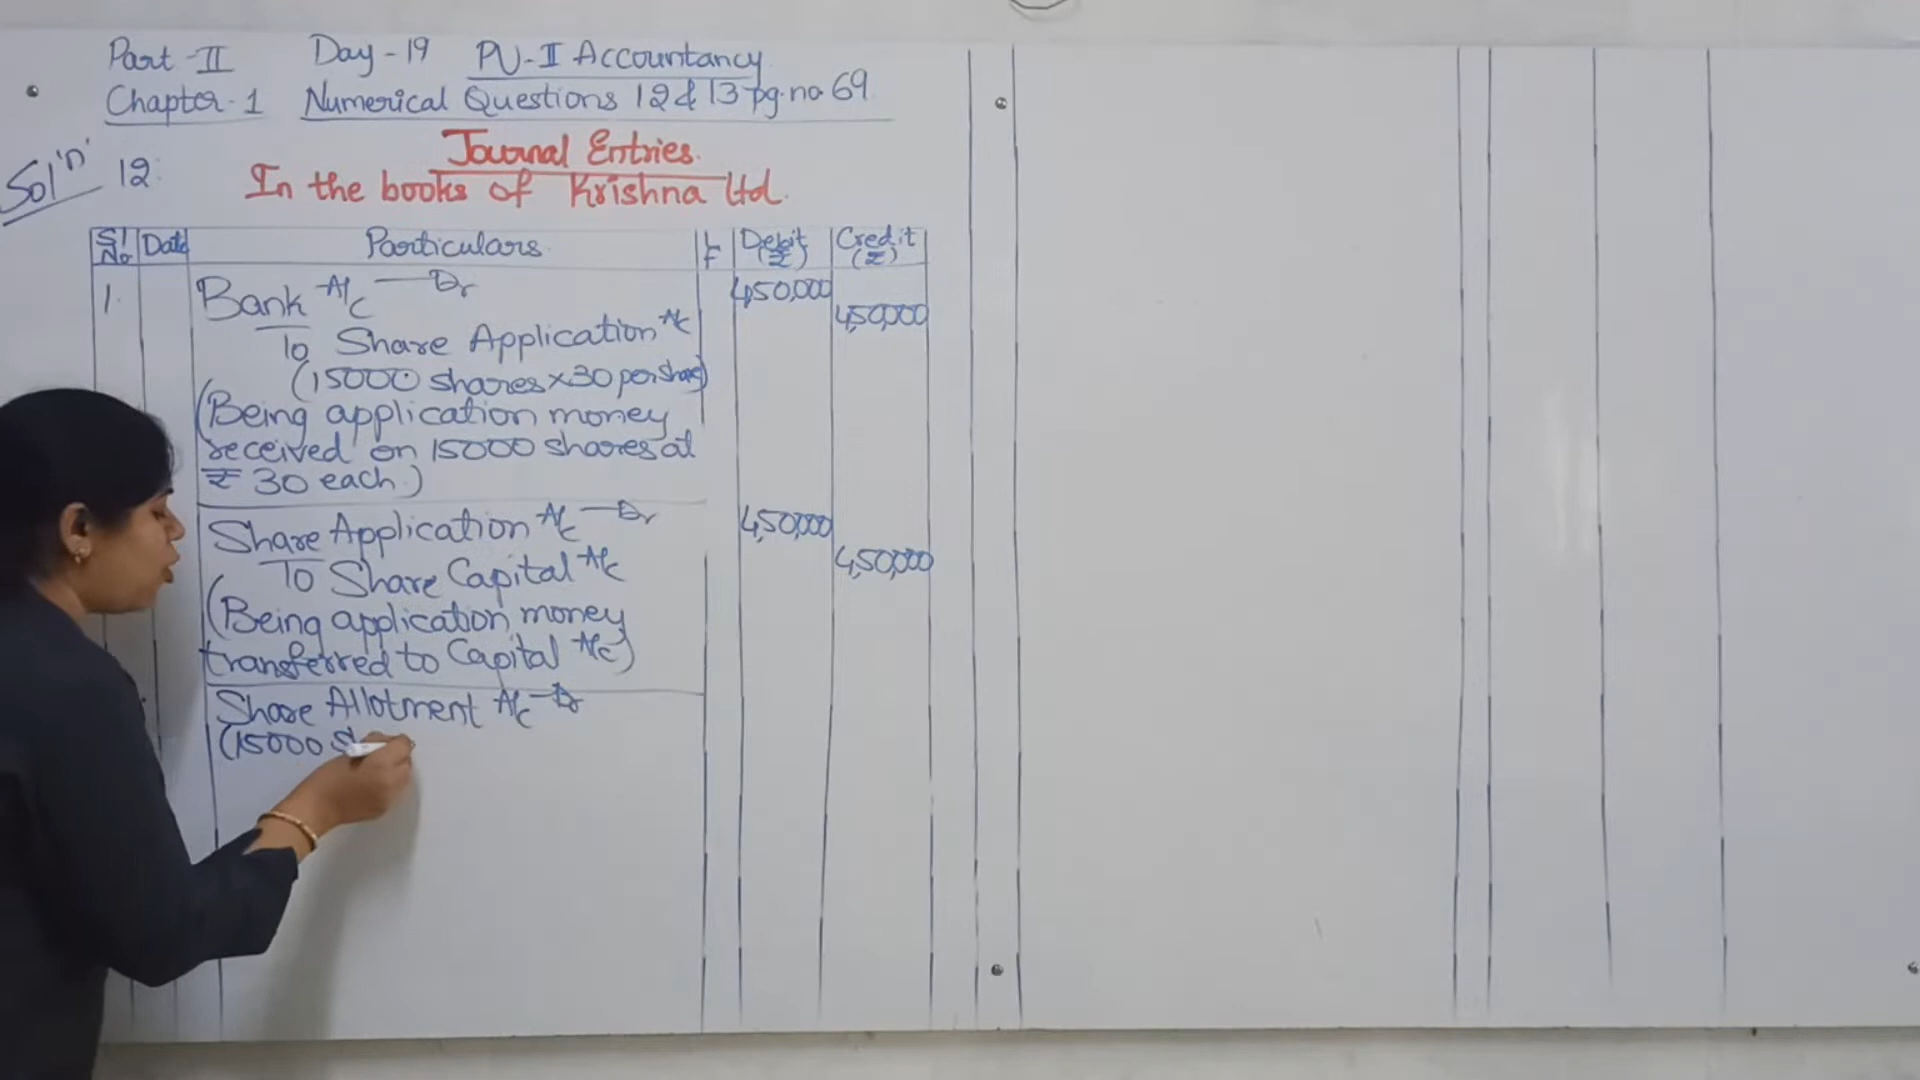 Part-II Day-19 PU-II Accountancy
Chapter-1 Numerical Questions 12 & 13 pg.no 69
Sol'n' 12.
Journal Entries.
In the books of Krishna Ltd.
Sl No Date Particulars LF Debit (₹) Credit (₹)
1. Bank A/c — Dr 4,50,000
To Share Application A/c 4,50,000
(15000 shares×30 per share)
(Being application money
received on 15000 shares at
₹ 30 each.)
Share Application A/c — Dr 4,50,000
To Share Capital A/c 4,50,000
(Being application money
transferred to Capital A/c)
Share Allotment A/c — Dr
(15000 S